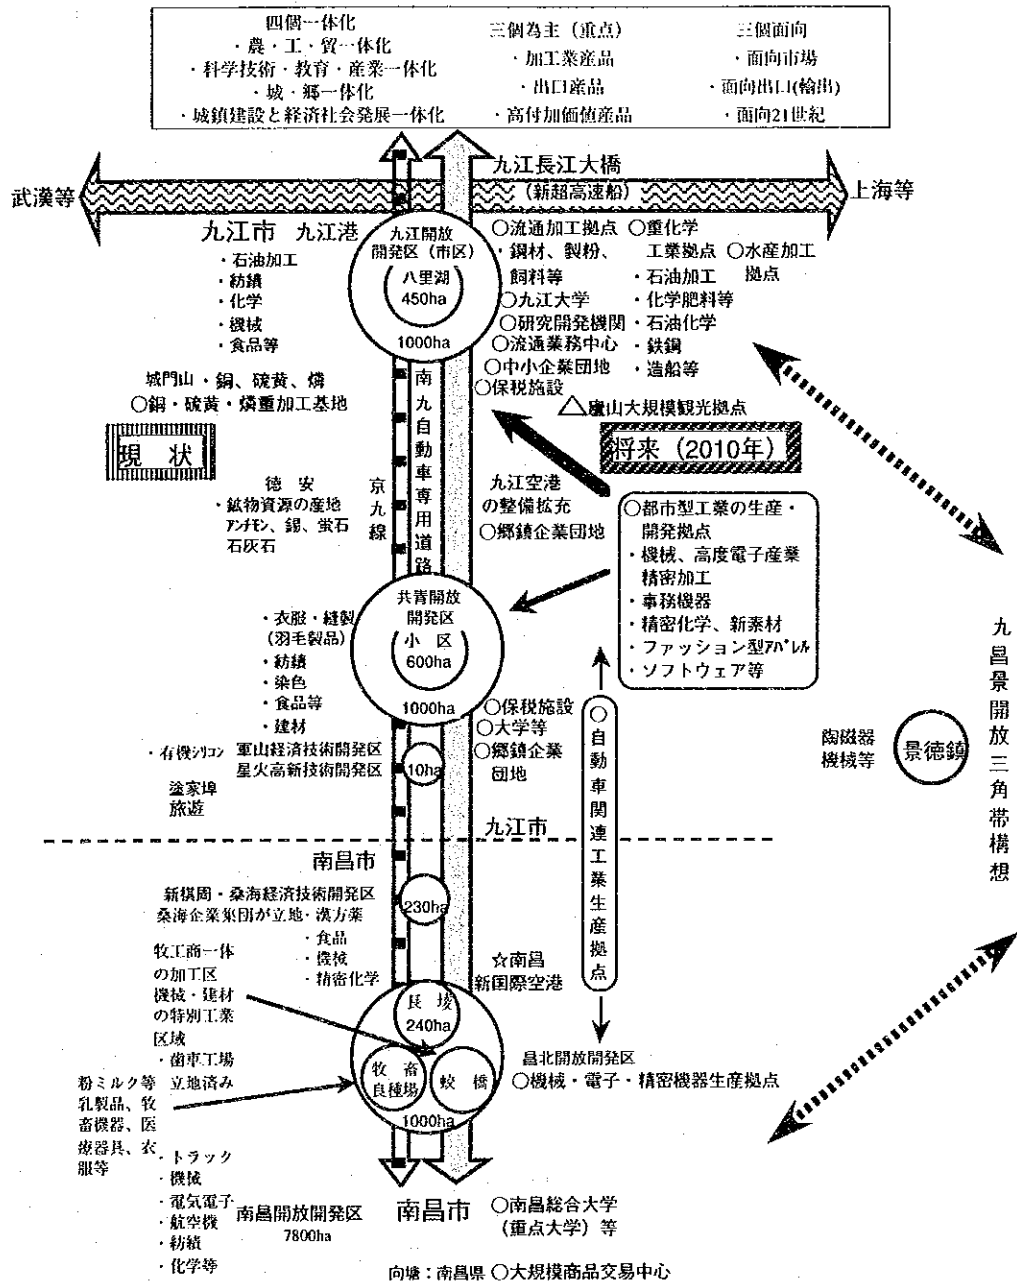 四個一体化
・農・工・貿一体化
・科学技術・教育・産業一体化
・城・郷一体化
・城鎮建設と経済社会発展一体化
三個為主（重点）
・加工業産品
・出口産品
・高付加価値産品
三個面向
・面向市場
・面向出口(輸出)
・面向21世紀
九江長江大橋
（新超高速船）
武漢等
上海等
九江市　九江港
・石油加工
・紡績
・化学
・機械
・食品等
九江開放
開発区（市区）
八里湖
450ha
1000ha
○流通加工拠点
・鋼材、製粉、
飼料等
○九江大学
○研究開発機関
○流通業務中心
○中小企業団地
○保税施設
○重化学
工業拠点
・石油加工
・化学肥料等
・石油化学
・鉄鋼
・造船等
○水産加工
拠点
城門山・銅、硫黄、燐
○銅・硫黄・燐重加工基地
△廬山大規模観光拠点
現　状
将来（2010年）
南九自動車専用道路
京九線
徳　安
・鉱物資源の産地
ｱﾝﾁﾓﾝ、錫、蛍石
石灰石
九江空港
の整備拡充
○郷鎮企業団地
○都市型工業の生産・
開発拠点
・機械、高度電子産業
精密加工
・事務機器
・精密化学、新素材
・ファッション型ｱﾊﾟﾚﾙ
・ソフトウェア等
共青開放
開発区
小　区
600ha
1000ha
・衣服・縫製
（羽毛製品）
・紡績
・染色
・食品等
・建材
○保税施設
○大学等
○郷鎮企業
団地
・有機ｼﾘｺﾝ
軍山経済技術開発区
星火高新技術開発区
10ha
塗家埠
旅遊
○自動車関連工業生産拠点
陶磁器
機械等
景徳鎮
九昌景開放三角帯構想
九江市
南昌市
新棋周・桑海経済技術開発区
桑海企業集団が立地・漢方薬
・食品
・機械
・精密化学
230ha
☆南昌
新国際空港
牧工商一体
の加工区
機械・建材
の特別工業
区域
・歯車工場
立地済み
長　堎
240ha
牧　畜
良種場
蛟　橋
1000ha
昌北開放開発区
○機械・電子・精密機器生産拠点
粉ミルク等
乳製品、牧
畜機器、医
療器具、衣
服等
・トラック
・機械
・電気電子
・航空機
・紡績
・化学等
南昌開放開発区
7800ha
南昌市
○南昌総合大学
（重点大学）等
向塘：南昌県 ○大規模商品交易中心